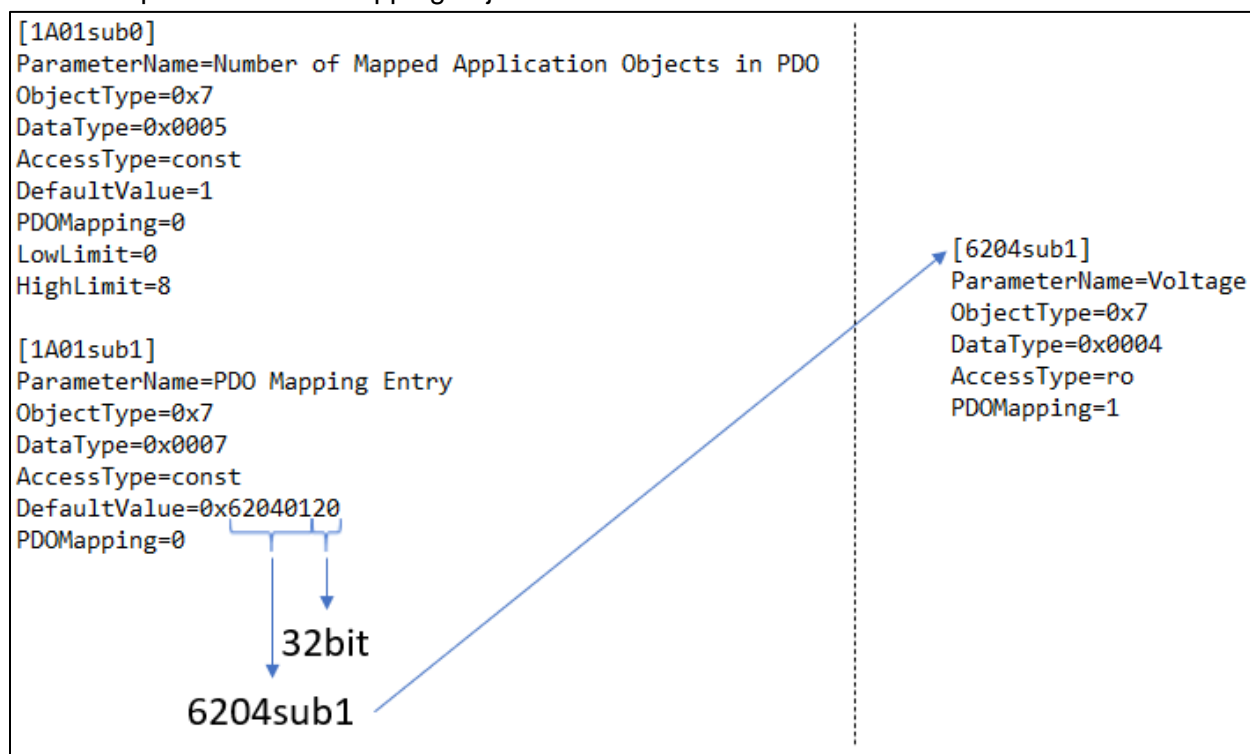 [1A01sub0]
ParameterName=Number of Mapped Application Objects in PDO
ObjectType=0x7
DataType=0x0005
AccessType=const
DefaultValue=1
PDOMapping=0
LowLimit=0
HighLimit=8
[1A01sub1]
ParameterName=PDO Mapping Entry
ObjectType=0x7
DataType=0x0007
AccessType=const
DefaultValue=0x62040120
PDOMapping=0
32bit
6204sub1
[6204sub1]
ParameterName=Voltage
ObjectType=0x7
DataType=0x0004
AccessType=ro
PDOMapping=1